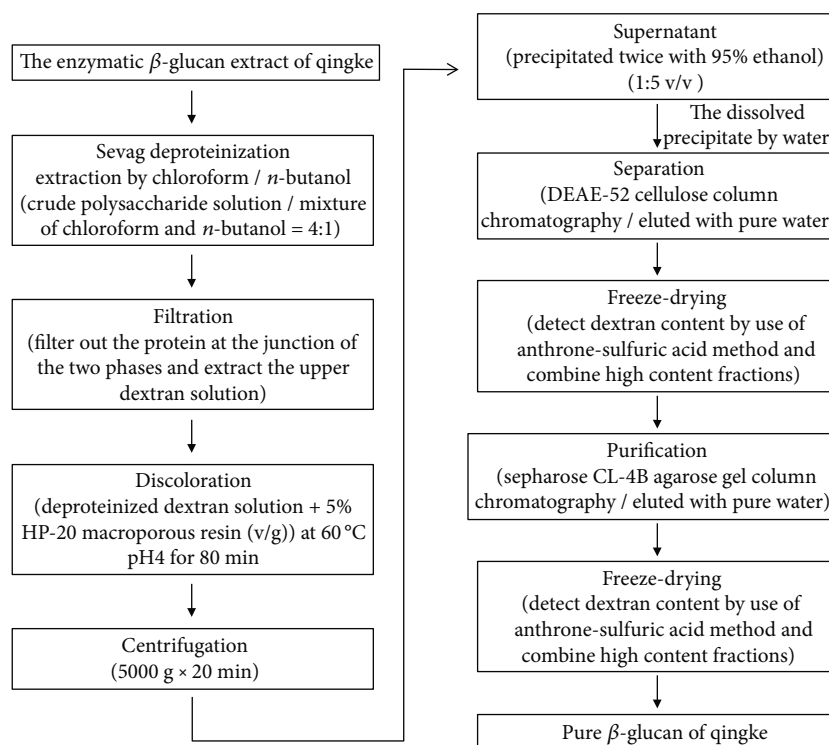 The enzymatic β-glucan extract of qingke
Sevag deproteinization
extraction by chloroform / n-butanol
(crude polysaccharide solution / mixture
of chloroform and n-butanol = 4:1)
Filtration
(filter out the protein at the junction of
the two phases and extract the upper
dextran solution)
Discoloration
(deproteinized dextran solution + 5%
HP-20 macroporous resin (v/g)) at 60 °C
pH4 for 80 min
Centrifugation
(5000 g × 20 min)
Supernatant
(precipitated twice with 95% ethanol)
(1:5 v/v )
The dissolved
precipitate by water
Separation
(DEAE-52 cellulose column
chromatography / eluted with pure water
Freeze-drying
(detect dextran content by use of
anthrone-sulfuric acid method and
combine high content fractions)
Purification
(sepharose CL-4B agarose gel column
chromatography / eluted with pure water)
Freeze-drying
(detect dextran content by use of
anthrone-sulfuric acid method and
combine high content fractions)
Pure β-glucan of qingke